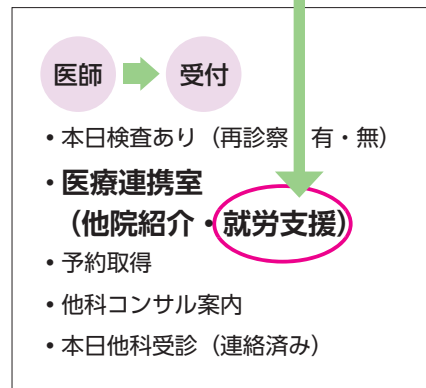 医師 受付
・本日検査あり（再診察 有・無）
・医療連携室
（他院紹介・就労支援）
・予約取得
・他科コンサル案内
・本日他科受診（連絡済み）